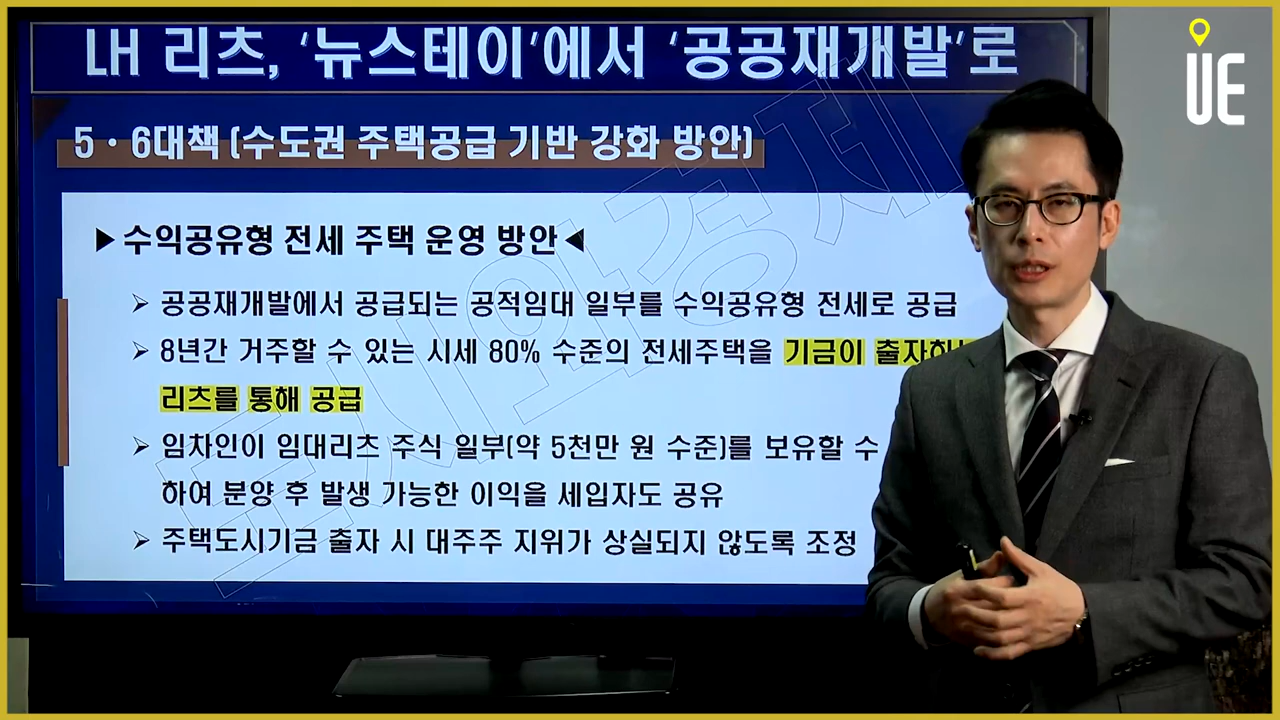 LH 리츠, ‘뉴스테이’에서 ‘공공재개발’로
UE
5·6대책 (수도권 주택공급 기반 강화 방안)
▶수익공유형 전세 주택 운영 방안◀
➢ 공공재개발에서 공급되는 공적임대 일부를 수익공유형 전세로 공급
➢ 8년간 거주할 수 있는 시세 80% 수준의 전세주택을 기금이
리츠를 통해 공급
➢ 임차인이 임대리츠 주식 일부(약 5천만 원 수준)를 보유할 수
하여 분양 후 발생 가능한 이익을 세입자도 공유
➢ 주택도시기금 출자 시 대주주 지위가 상실되지 않도록 조정
도시와경제